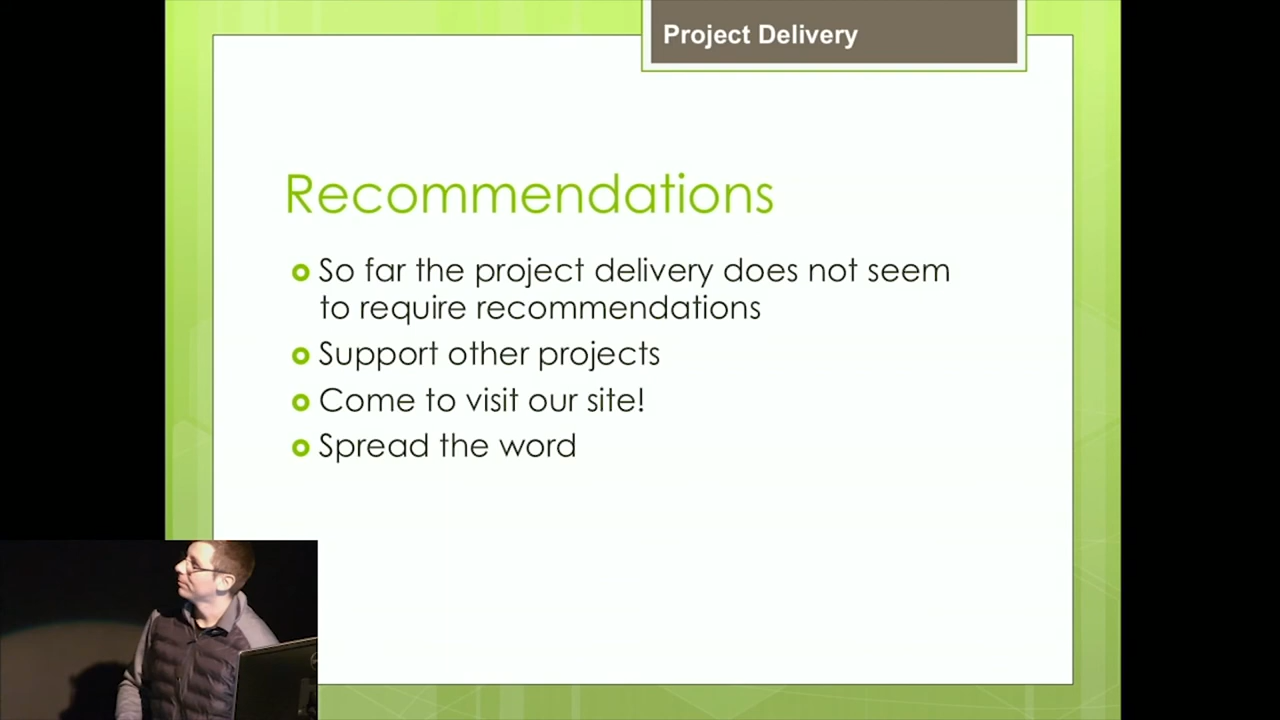 Project Delivery
Recommendations
So far the project delivery does not seem
to require recommendations
Support other projects
Come to visit our site!
Spread the word